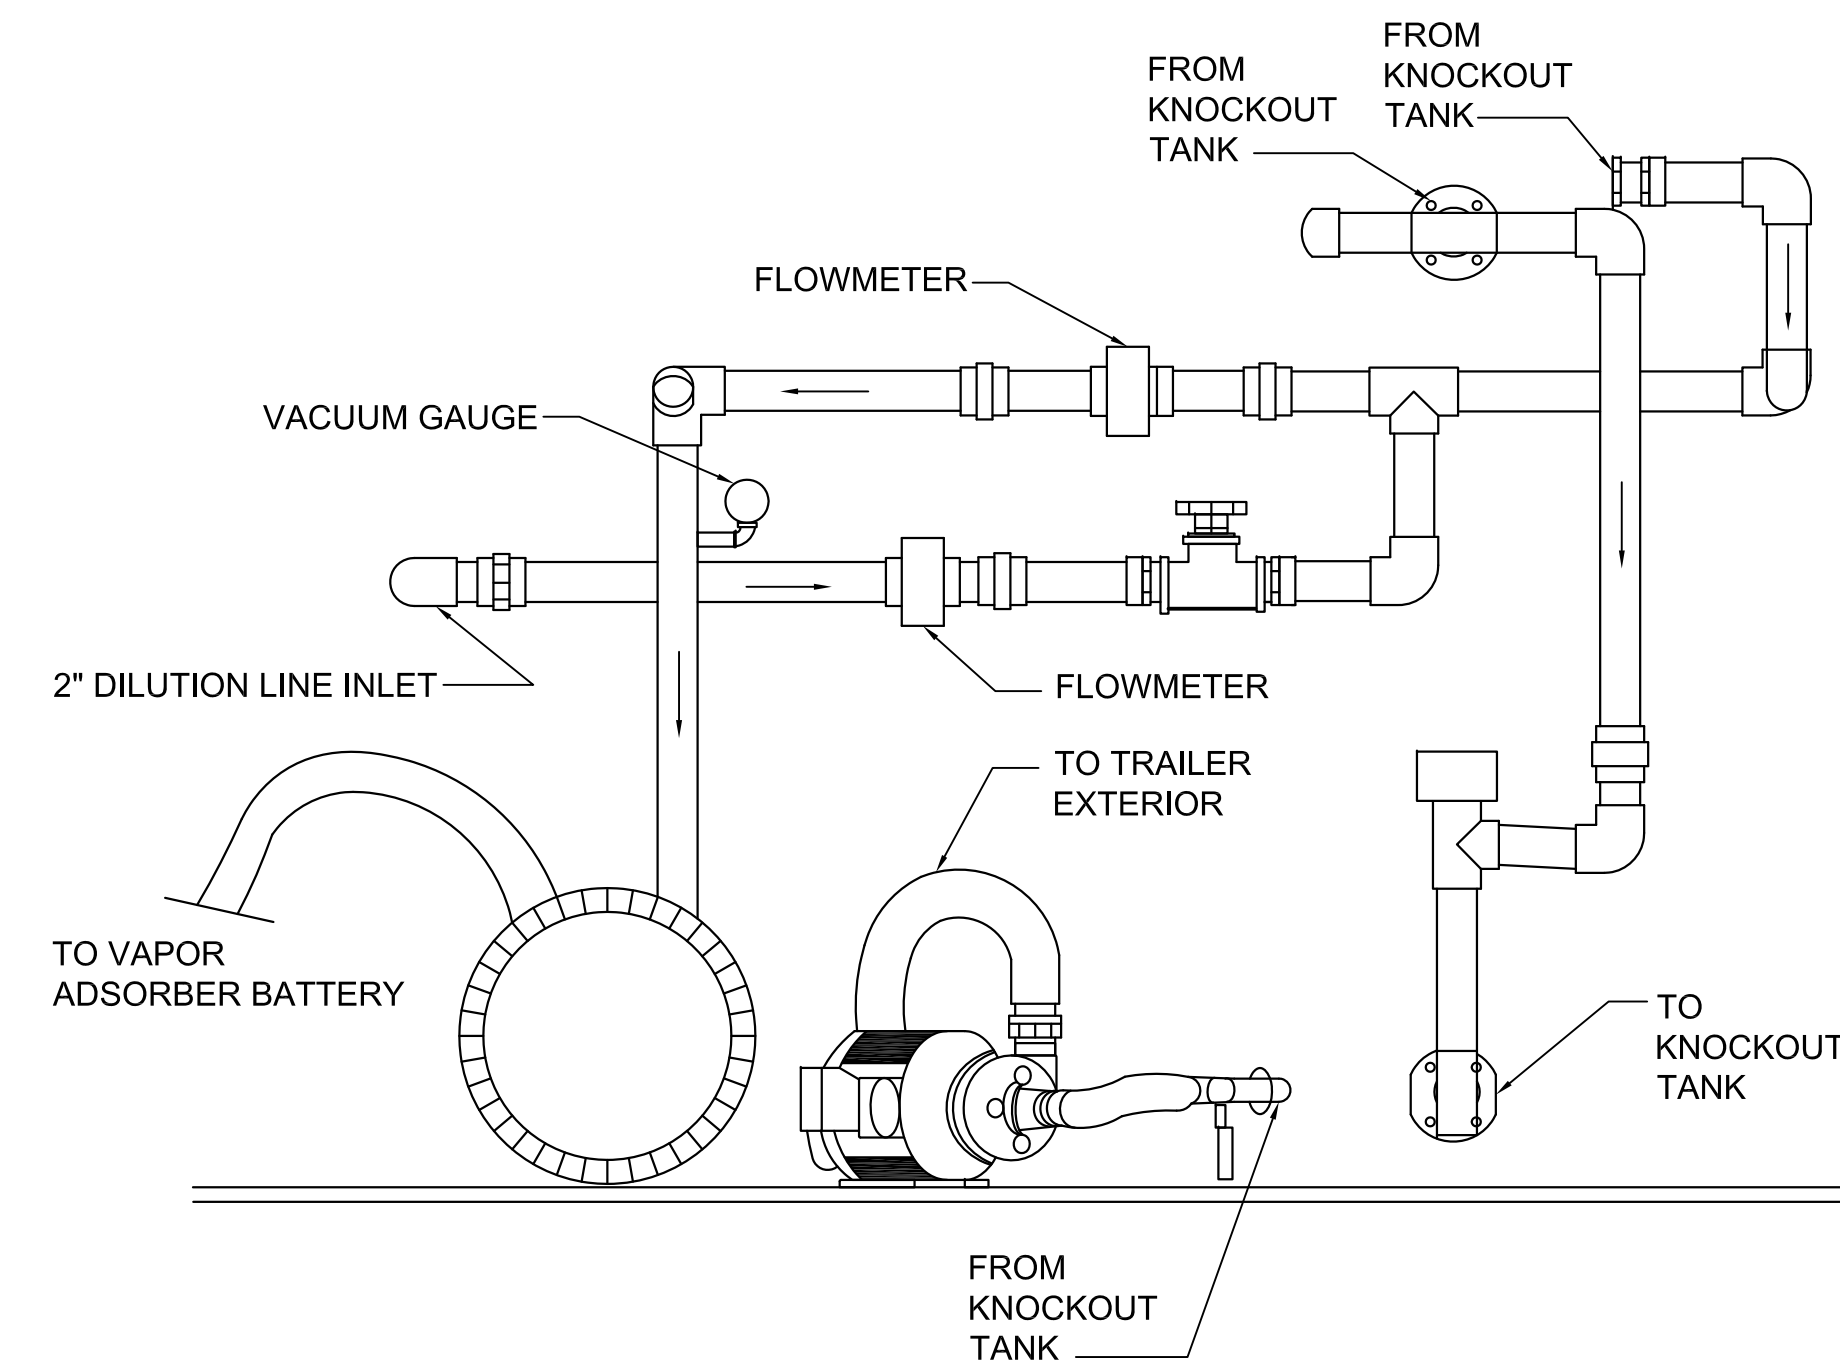 FROM
KNOCKOUT
TANK
FROM
KNOCKOUT
TANK
FLOWMETER
VACUUM GAUGE
2" DILUTION LINE INLET
FLOWMETER
TO TRAILER
EXTERIOR
TO VAPOR
ADSORBER BATTERY
TO
KNOCKOUT
TANK
FROM
KNOCKOUT
TANK